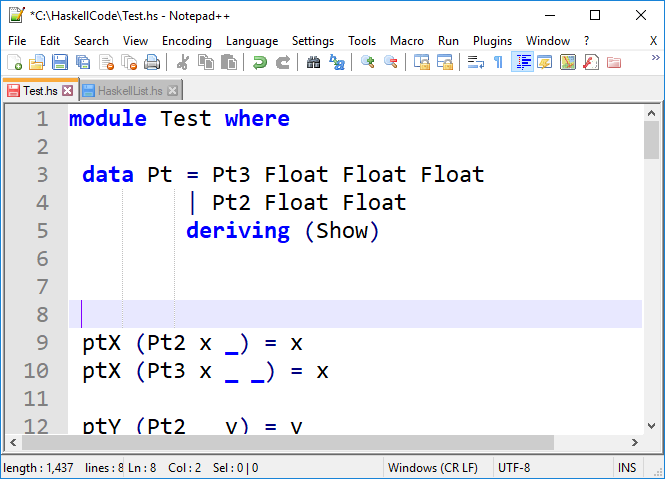 *C:\HaskellCode\Test.hs - Notepad++
File Edit Search View Encoding Language Settings Tools Macro Run Plugins Window ? X
Test.hs HaskellList.hs
1 module Test where
2
3 data Pt = Pt3 Float Float Float
4 | Pt2 Float Float
5 deriving (Show)
6
7
8
9 ptX (Pt2 x _) = x
10 ptX (Pt3 x _ _) = x
11
12 ptY (Pt2 y) = y
length : 1,437 lines : 8 Ln : 8 Col : 2 Sel : 0 | 0 Windows (CR LF) UTF-8 INS